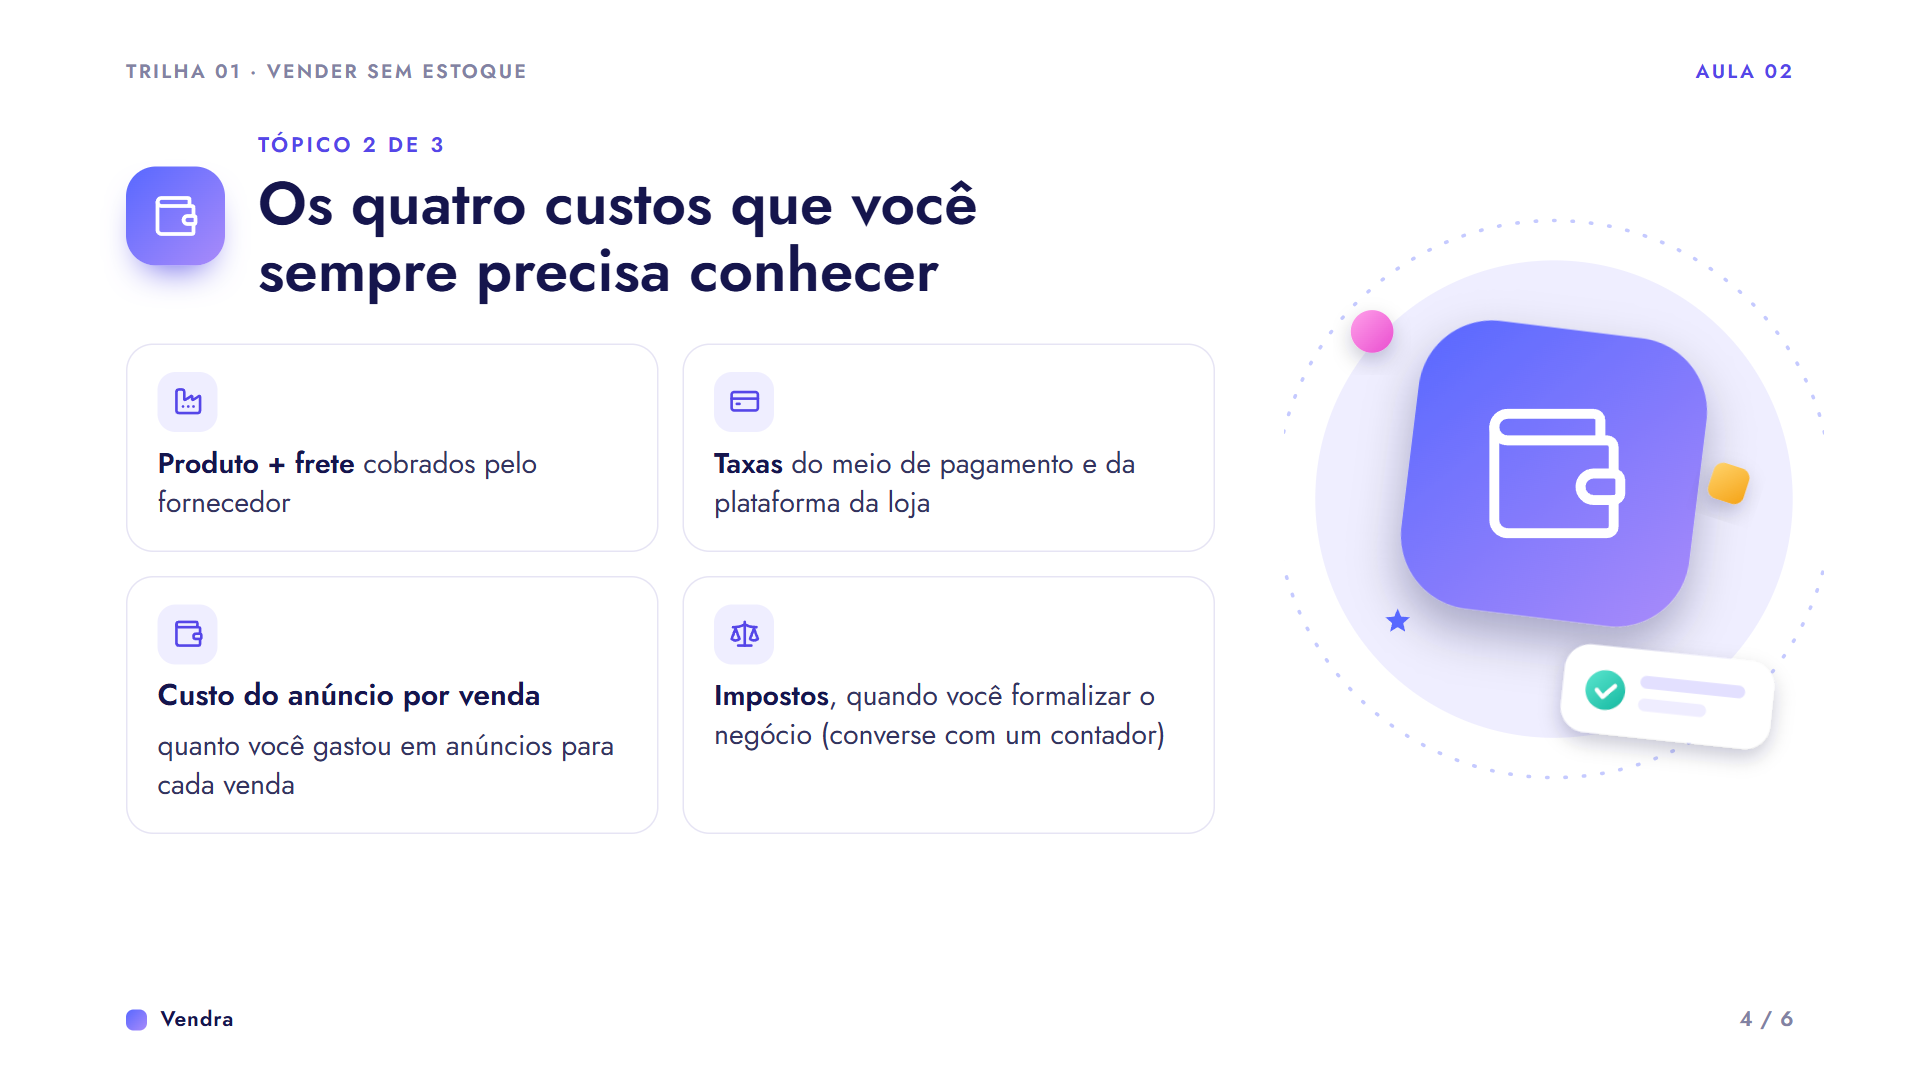 TRILHA 01 · VENDER SEM ESTOQUE
AULA 02
TÓPICO 2 DE 3
Os quatro custos que você
sempre precisa conhecer
Produto + frete cobrados pelo
fornecedor
Taxas do meio de pagamento e da
plataforma da loja
Custo do anúncio por venda
quanto você gastou em anúncios para
cada venda
Impostos, quando você formalizar o
negócio (converse com um contador)
Vendra
4 / 6